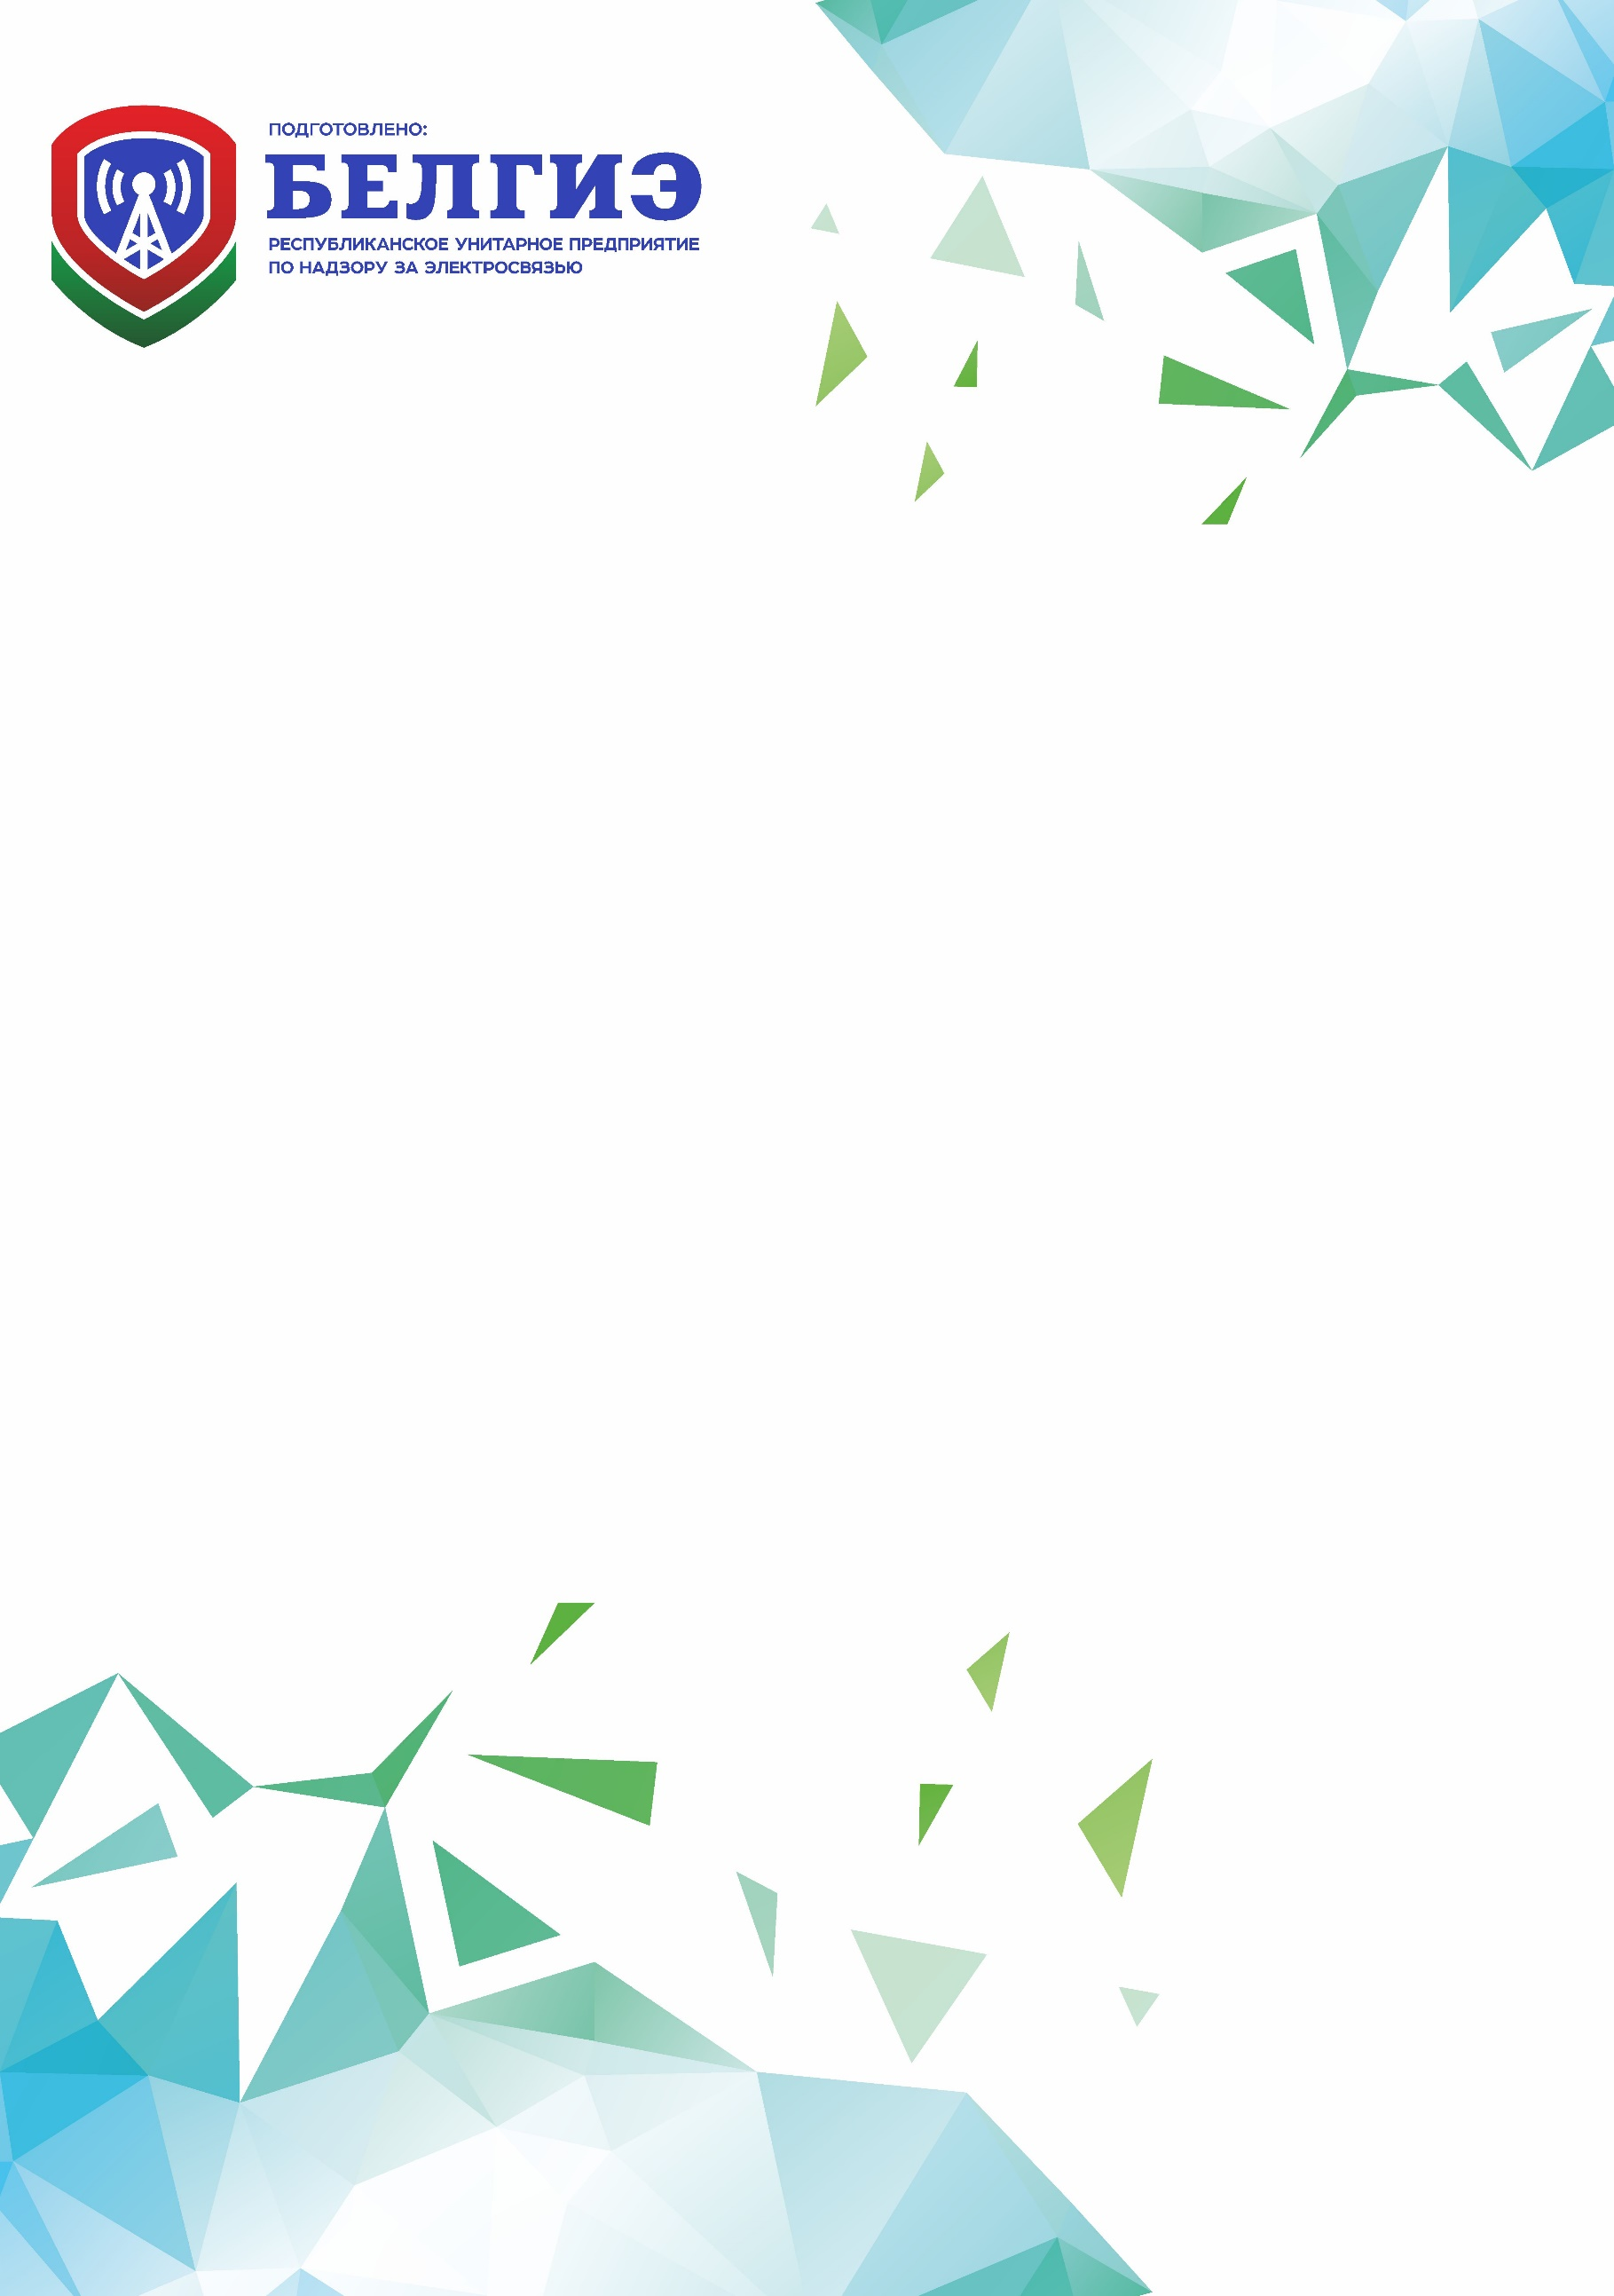 ПОДГОТОВЛЕНО:
БЕЛГИЭ
РЕСПУБЛИКАНСКОЕ УНИТАРНОЕ ПРЕДПРИЯТИЕ
ПО НАДЗОРУ ЗА ЭЛЕКТРОСВЯЗЬЮ